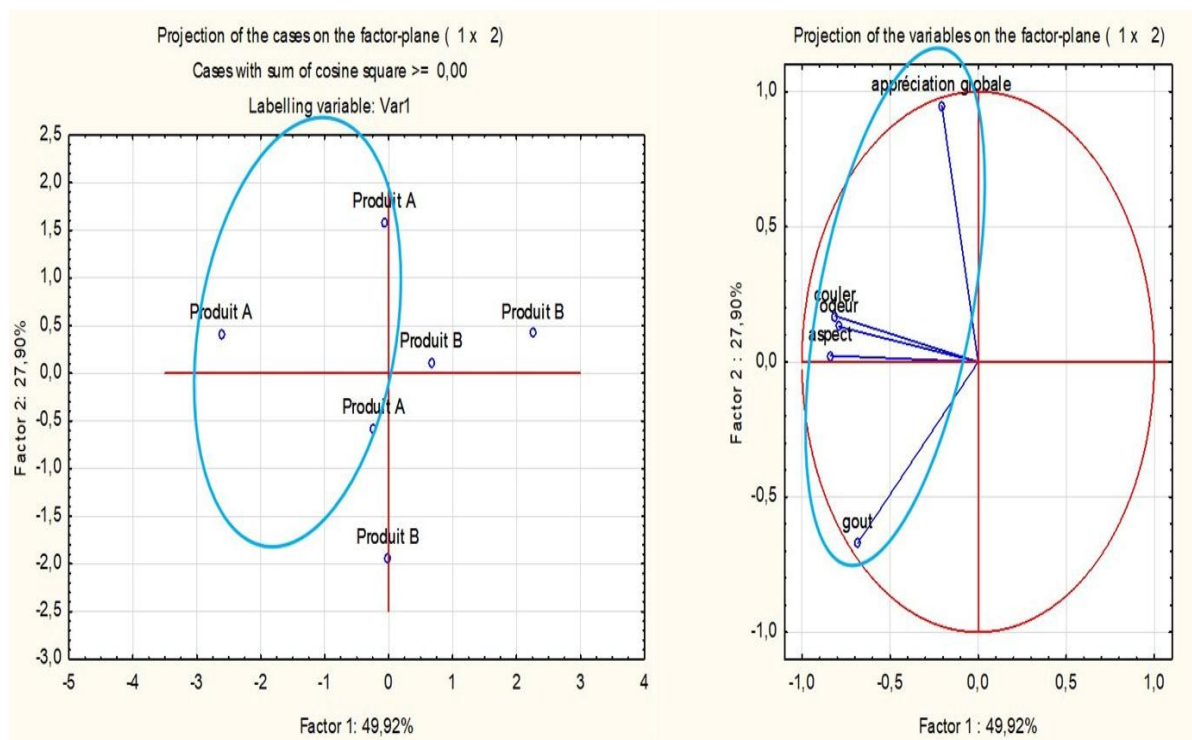 Projection of the cases on the factor-plane ( 1 x 2)
Cases with sum of cosine square >= 0,00
Labelling variable: Var1
2,5
2,0
1,5
1,0
0,5
0,0
-0,5
-1,0
-1,5
-2,0
-2,5
-3,0
Factor 2: 27,90%
Produit A
Produit A
Produit B
Produit B
Produit A
Produit B
-5 -4 -3 -2 -1 0 1 2 3 4
Factor 1: 49,92%
Projection of the variables on the factor-plane ( 1 x 2)
1,0
0,5
0,0
-0,5
-1,0
Factor 2 : 27,90%
appréciation globale
couler
odeur
aspect
gout
-1,0 -0,5 0,0 0,5 1,0
Factor 1 : 49,92%